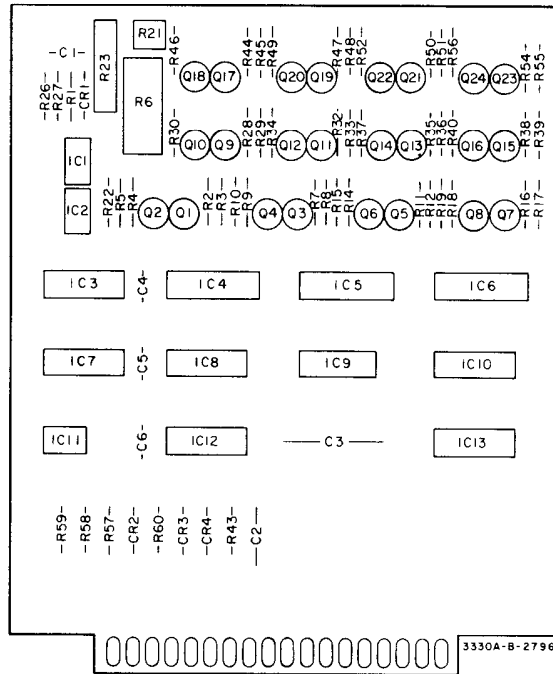 C1
R26
R27
R1
CR1
R23
R21
R6
R46
Q18
Q17
R44
R45
R49
Q20
Q19
R47
R48
R52
Q22
Q21
R50
R51
R56
Q24
Q23
R54
R55
IC1
R30
Q10
Q9
R28
R29
R34
Q12
Q11
R32
R33
R37
Q14
Q13
R35
R36
R40
Q16
Q15
R38
R39
IC2
R22
R5
R4
Q2
Q1
R2
R3
R10
R9
Q4
Q3
R7
R8
R15
R14
Q6
Q5
R11
R12
R19
R18
Q8
Q7
R16
R17
IC3
C4
IC4
IC5
IC6
IC7
C5
IC8
IC9
IC10
IC11
C6
IC12
C3
IC13
R59
R58
R57
CR2
R60
CR3
CR4
R43
C2
3330A-B-2796